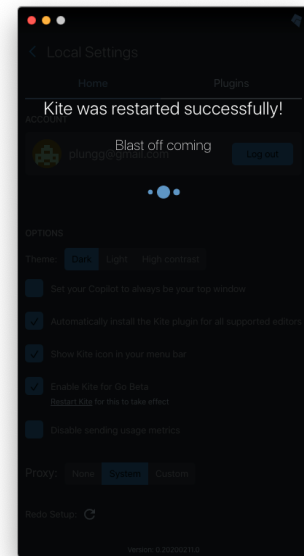 Local Settings
Home Plugins
Kite was restarted successfully!
ACCOUNT
Blast off coming
plungg@gmail.com Log out
OPTIONS
Theme: Dark Light High contrast
Set your Copilot to always be your top window
Automatically install the Kite plugin for all supported editors
Show Kite icon in your menu bar
Enable Kite for Go Beta
Restart Kite for this to take effect
Disable sending usage metrics
Proxy: None System Custom
Redo Setup: